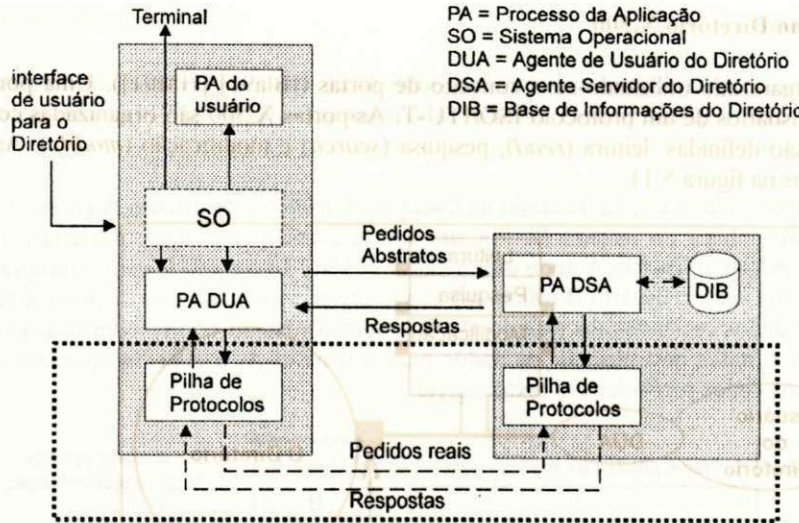 Terminal
PA = Processo da Aplicação
SO = Sistema Operacional
DUA = Agente de Usuário do Diretório
DSA = Agente Servidor do Diretório
DIB = Base de Informações do Diretório
interface
de usuário
para o
Diretório
PA do
usuário
SO
Pedidos
Abstratos
PA DUA
PA DSA
DIB
Respostas
Pilha de
Protocolos
Pilha de
Protocolos
Pedidos reais
Respostas